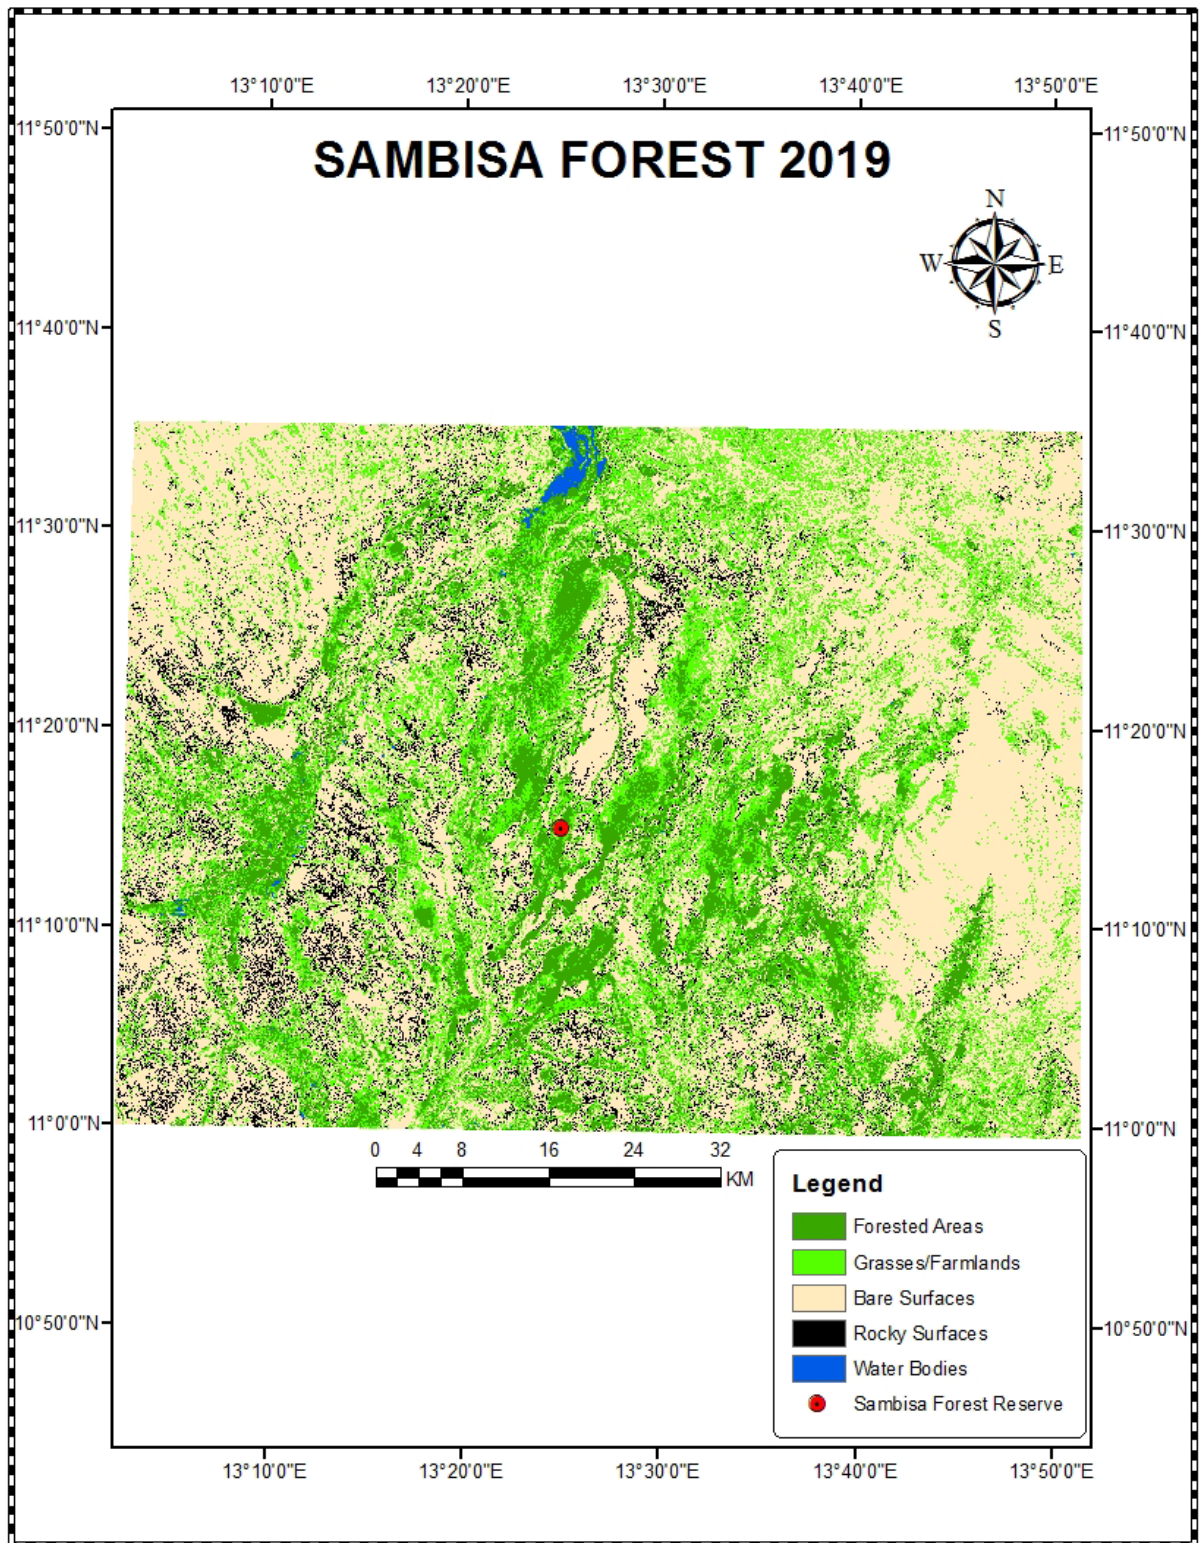 13°10'0"E 13°20'0"E 13°30'0"E 13°40'0"E 13°50'0"E
11°50'0"N 11°50'0"N
SAMBISA FOREST 2019
N
W E
S
11°40'0"N 11°40'0"N
11°30'0"N 11°30'0"N
11°20'0"N 11°20'0"N
11°10'0"N 11°10'0"N
11°0'0"N 11°0'0"N
0 4 8 16 24 32
KM
Legend
Forested Areas
Grasses/Farmlands
Bare Surfaces
Rocky Surfaces
Water Bodies
Sambisa Forest Reserve
10°50'0"N 10°50'0"N
13°10'0"E 13°20'0"E 13°30'0"E 13°40'0"E 13°50'0"E